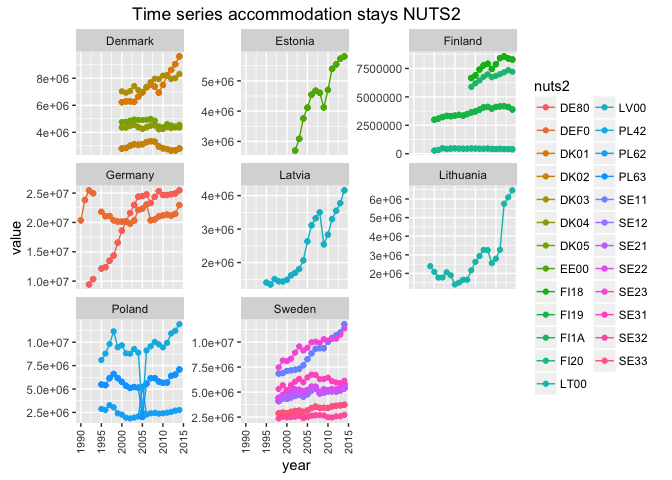 Time series accommodation stays NUTS2
Denmark
Estonia
Finland
8e+06
6e+06
4e+06
5e+06
4e+06
3e+06
7500000
5000000
2500000
0
Germany
Latvia
Lithuania
2.5e+07
2.0e+07
1.5e+07
1.0e+07
4e+06
3e+06
2e+06
6e+06
5e+06
4e+06
3e+06
2e+06
Poland
Sweden
1.0e+07
7.5e+06
5.0e+06
2.5e+06
1.0e+07
7.5e+06
5.0e+06
2.5e+06
1990
1995
2000
2005
2010
2015
1990
1995
2000
2005
2010
2015
value
year
nuts2
DE80
DEF0
DK01
DK02
DK03
DK04
DK05
EE00
FI18
FI19
FI1A
FI20
LT00
LV00
PL42
PL62
PL63
SE11
SE12
SE21
SE22
SE23
SE31
SE32
SE33